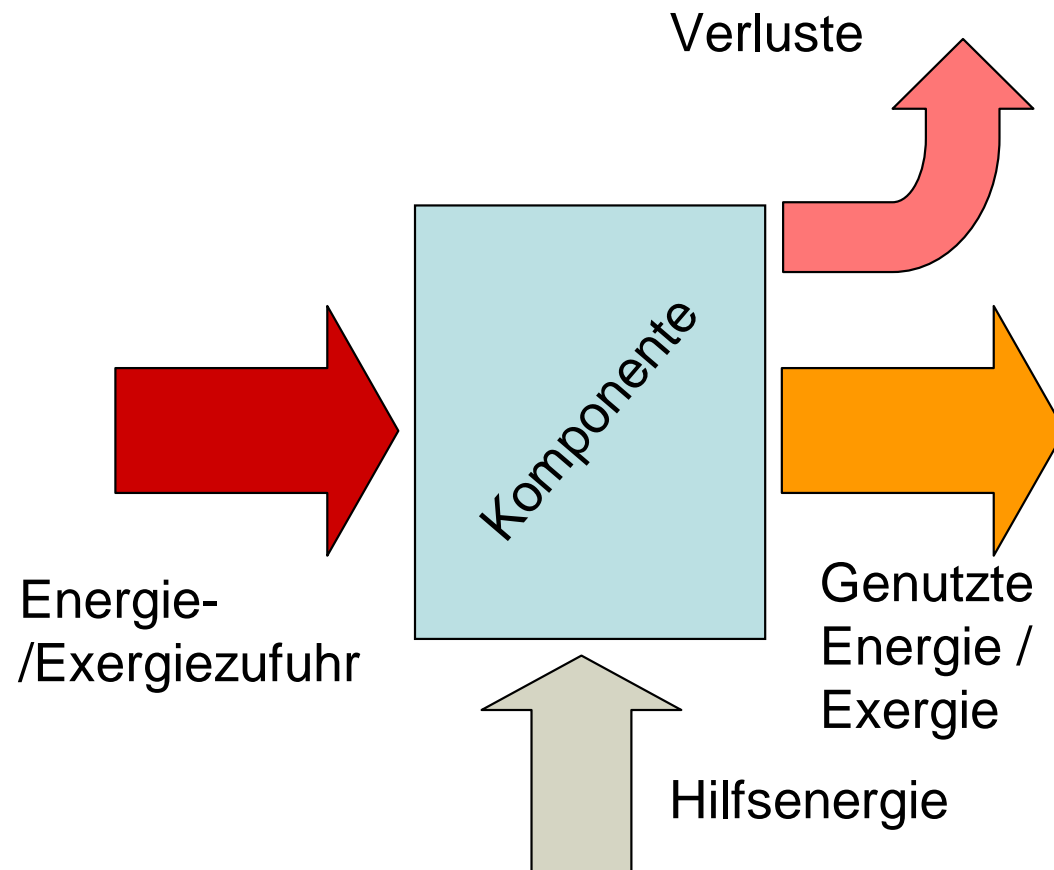 Verluste
Komponente
Energie-
/Exergiezufuhr
Genutzte
Energie /
Exergie
Hilfsenergie